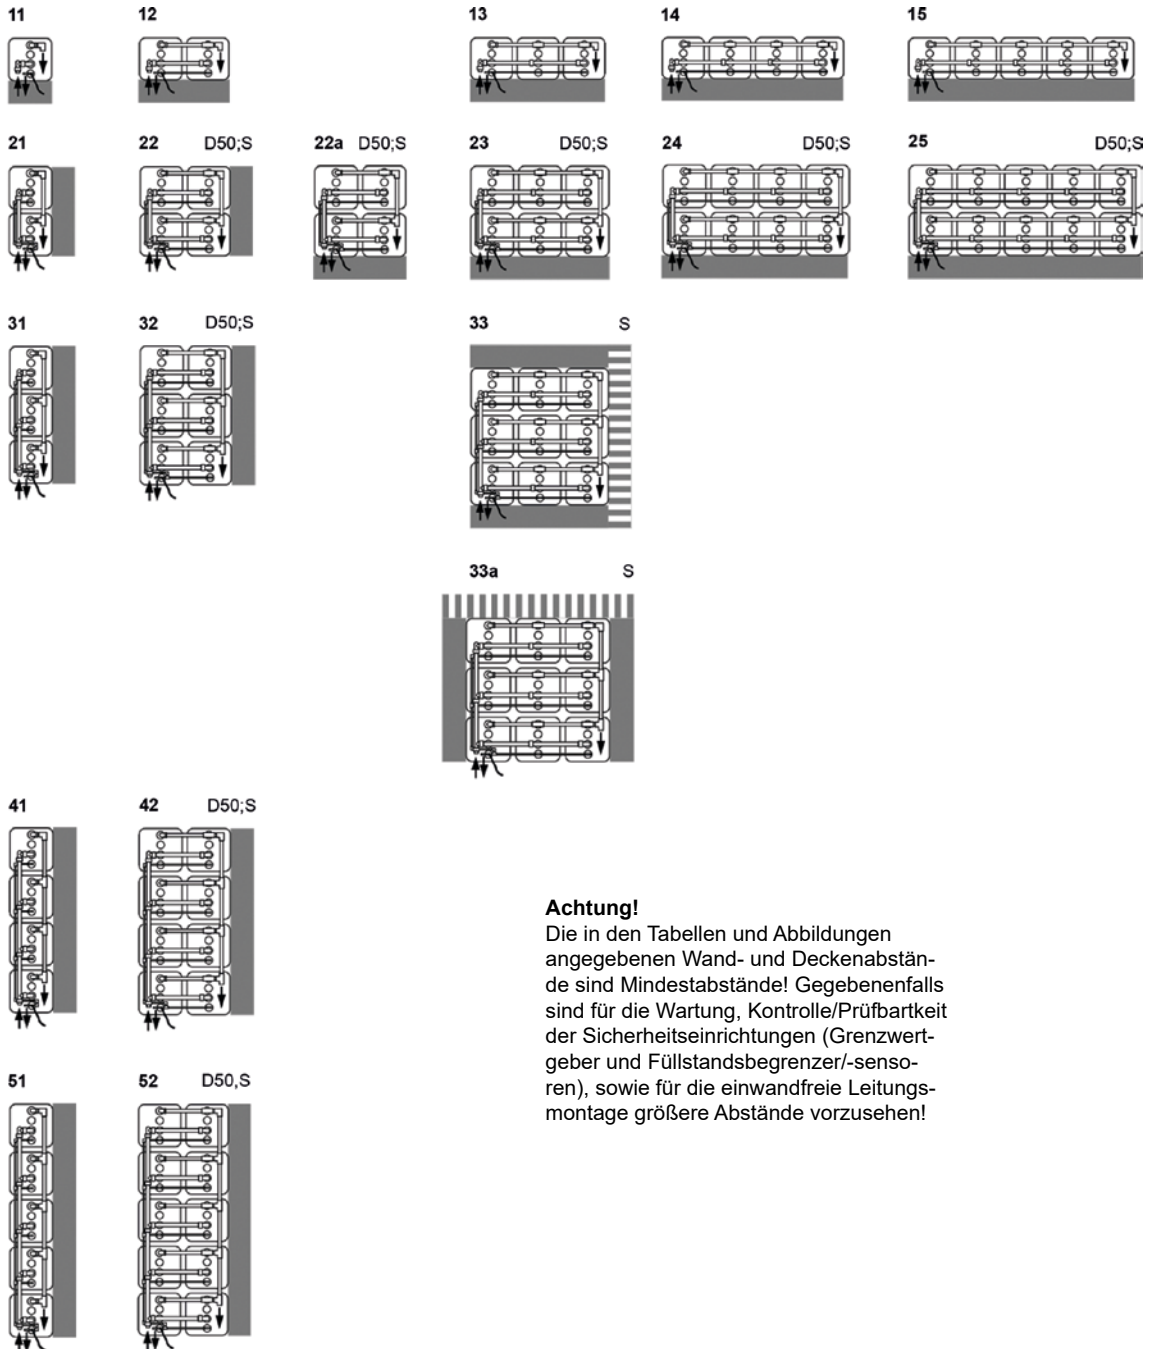 11
12
13
14
15
21
22 D50;S
22a D50;S
23 D50;S
24 D50;S
25 D50;S
31
32 D50;S
33 S
33a S
41
42 D50;S
Achtung!
Die in den Tabellen und Abbildungen
angegebenen Wand- und Deckenabstän-
de sind Mindestabstände! Gegebenenfalls
sind für die Wartung, Kontrolle/Prüfbartkeit
der Sicherheitseinrichtungen (Grenzwert-
geber und Füllstandsbegrenzer/-senso-
ren), sowie für die einwandfreie Leitungs-
montage größere Abstände vorzusehen!
51
52 D50,S